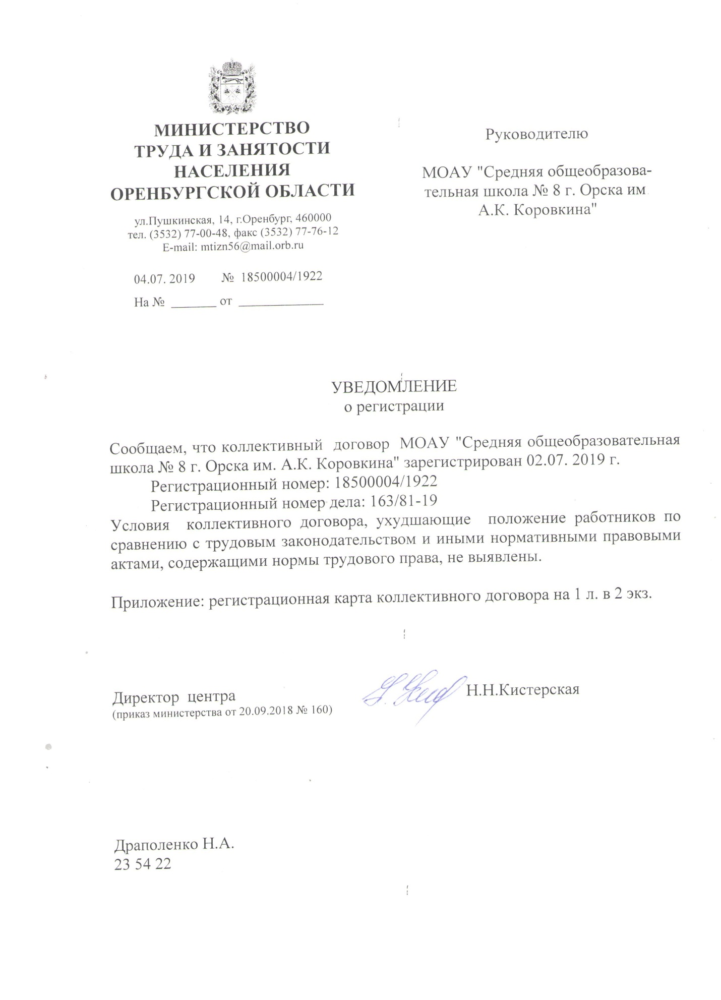 МИНИСТЕРСТВО
ТРУДА И ЗАНЯТОСТИ
НАСЕЛЕНИЯ
ОРЕНБУРГСКОЙ ОБЛАСТИ
ул.Пушкинская, 14, г.Оренбург, 460000
тел. (3532) 77-00-48, факс (3532) 77-76-12
E-mail: mtizn56@mail.orb.ru
04.07. 2019 № 18500004/1922
На № _______ от _____________
Руководителю
МОАУ "Средняя общеобразова-
тельная школа № 8 г. Орска им
А.К. Коровкина"
УВЕДОМЛЕНИЕ
о регистрации
Сообщаем, что коллективный договор МОАУ "Средняя общеобразовательная
школа № 8 г. Орска им. А.К. Коровкина" зарегистрирован 02.07. 2019 г.
Регистрационный номер: 18500004/1922
Регистрационный номер дела: 163/81-19
Условия коллективного договора, ухудшающие положение работников по
сравнению с трудовым законодательством и иными нормативными правовыми
актами, содержащими нормы трудового права, не выявлены.
Приложение: регистрационная карта коллективного договора на 1 л. в 2 экз.
Директор центра Н.Н.Кистерская
(приказ министерства от 20.09.2018 № 160)
Драполенко Н.А.
23 54 22